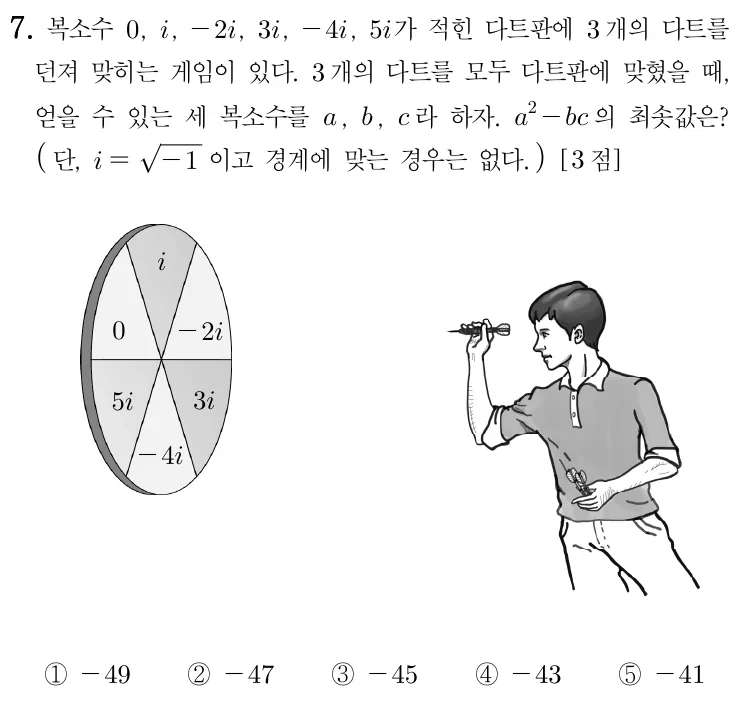 7. 복소수 0, i, −2i, 3i, −4i, 5i가 적힌 다트판에 3개의 다트를
던져 맞히는 게임이 있다. 3개의 다트를 모두 다트판에 맞혔을 때,
얻을 수 있는 세 복소수를 a, b, c라 하자. a²−bc의 최솟값은?
(단, i=√−1 이고 경계에 맞는 경우는 없다.) [3점]
i
0 −2i
5i 3i
−4i
① −49 ② −47 ③ −45 ④ −43 ⑤ −41